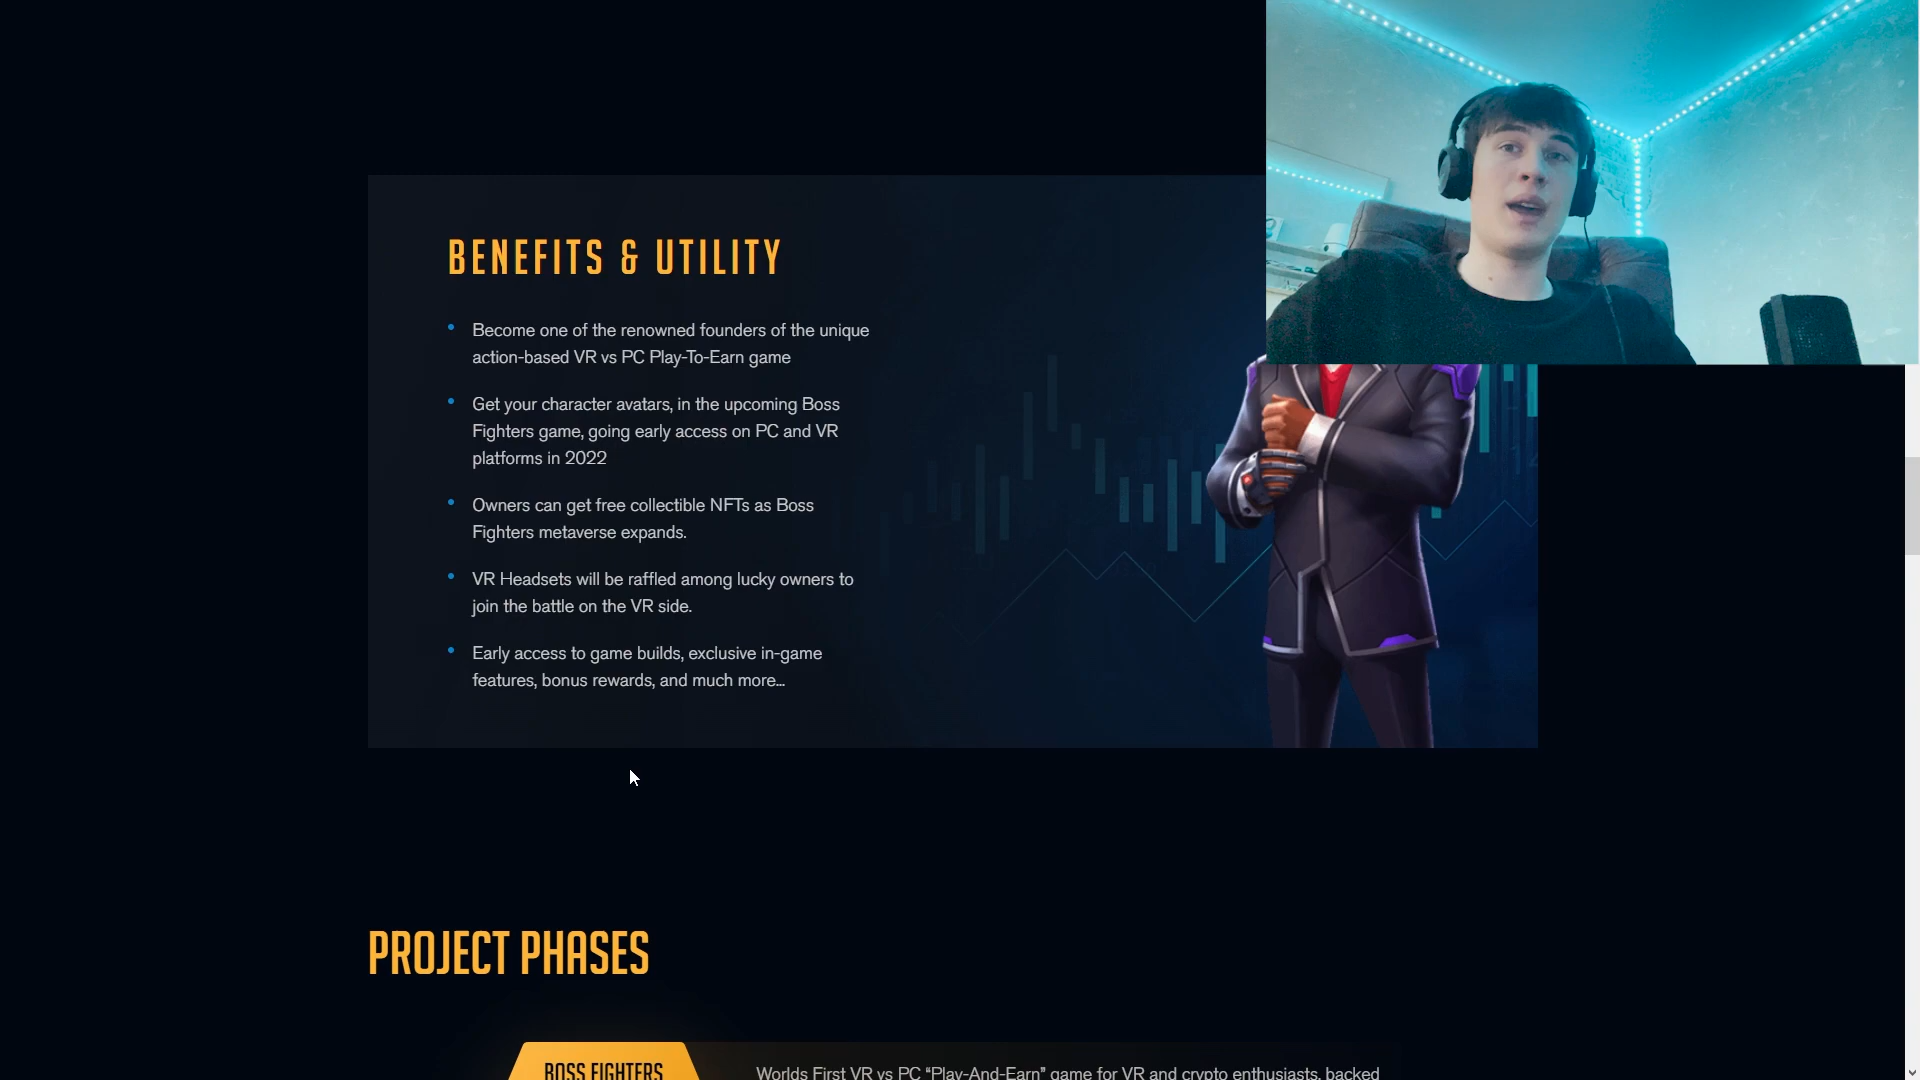 BENEFITS & UTILITY
Become one of the renowned founders of the unique
action-based VR vs PC Play-To-Earn game
Get your character avatars, in the upcoming Boss
Fighters game, going early access on PC and VR
platforms in 2022
Owners can get free collectible NFTs as Boss
Fighters metaverse expands.
VR Headsets will be raffled among lucky owners to
join the battle on the VR side.
Early access to game builds, exclusive in-game
features, bonus rewards, and much more...
PROJECT PHASES
BOSS FIGHTERS
Worlds First VR vs PC “Play-And-Earn” game for VR and crypto enthusiasts, backed